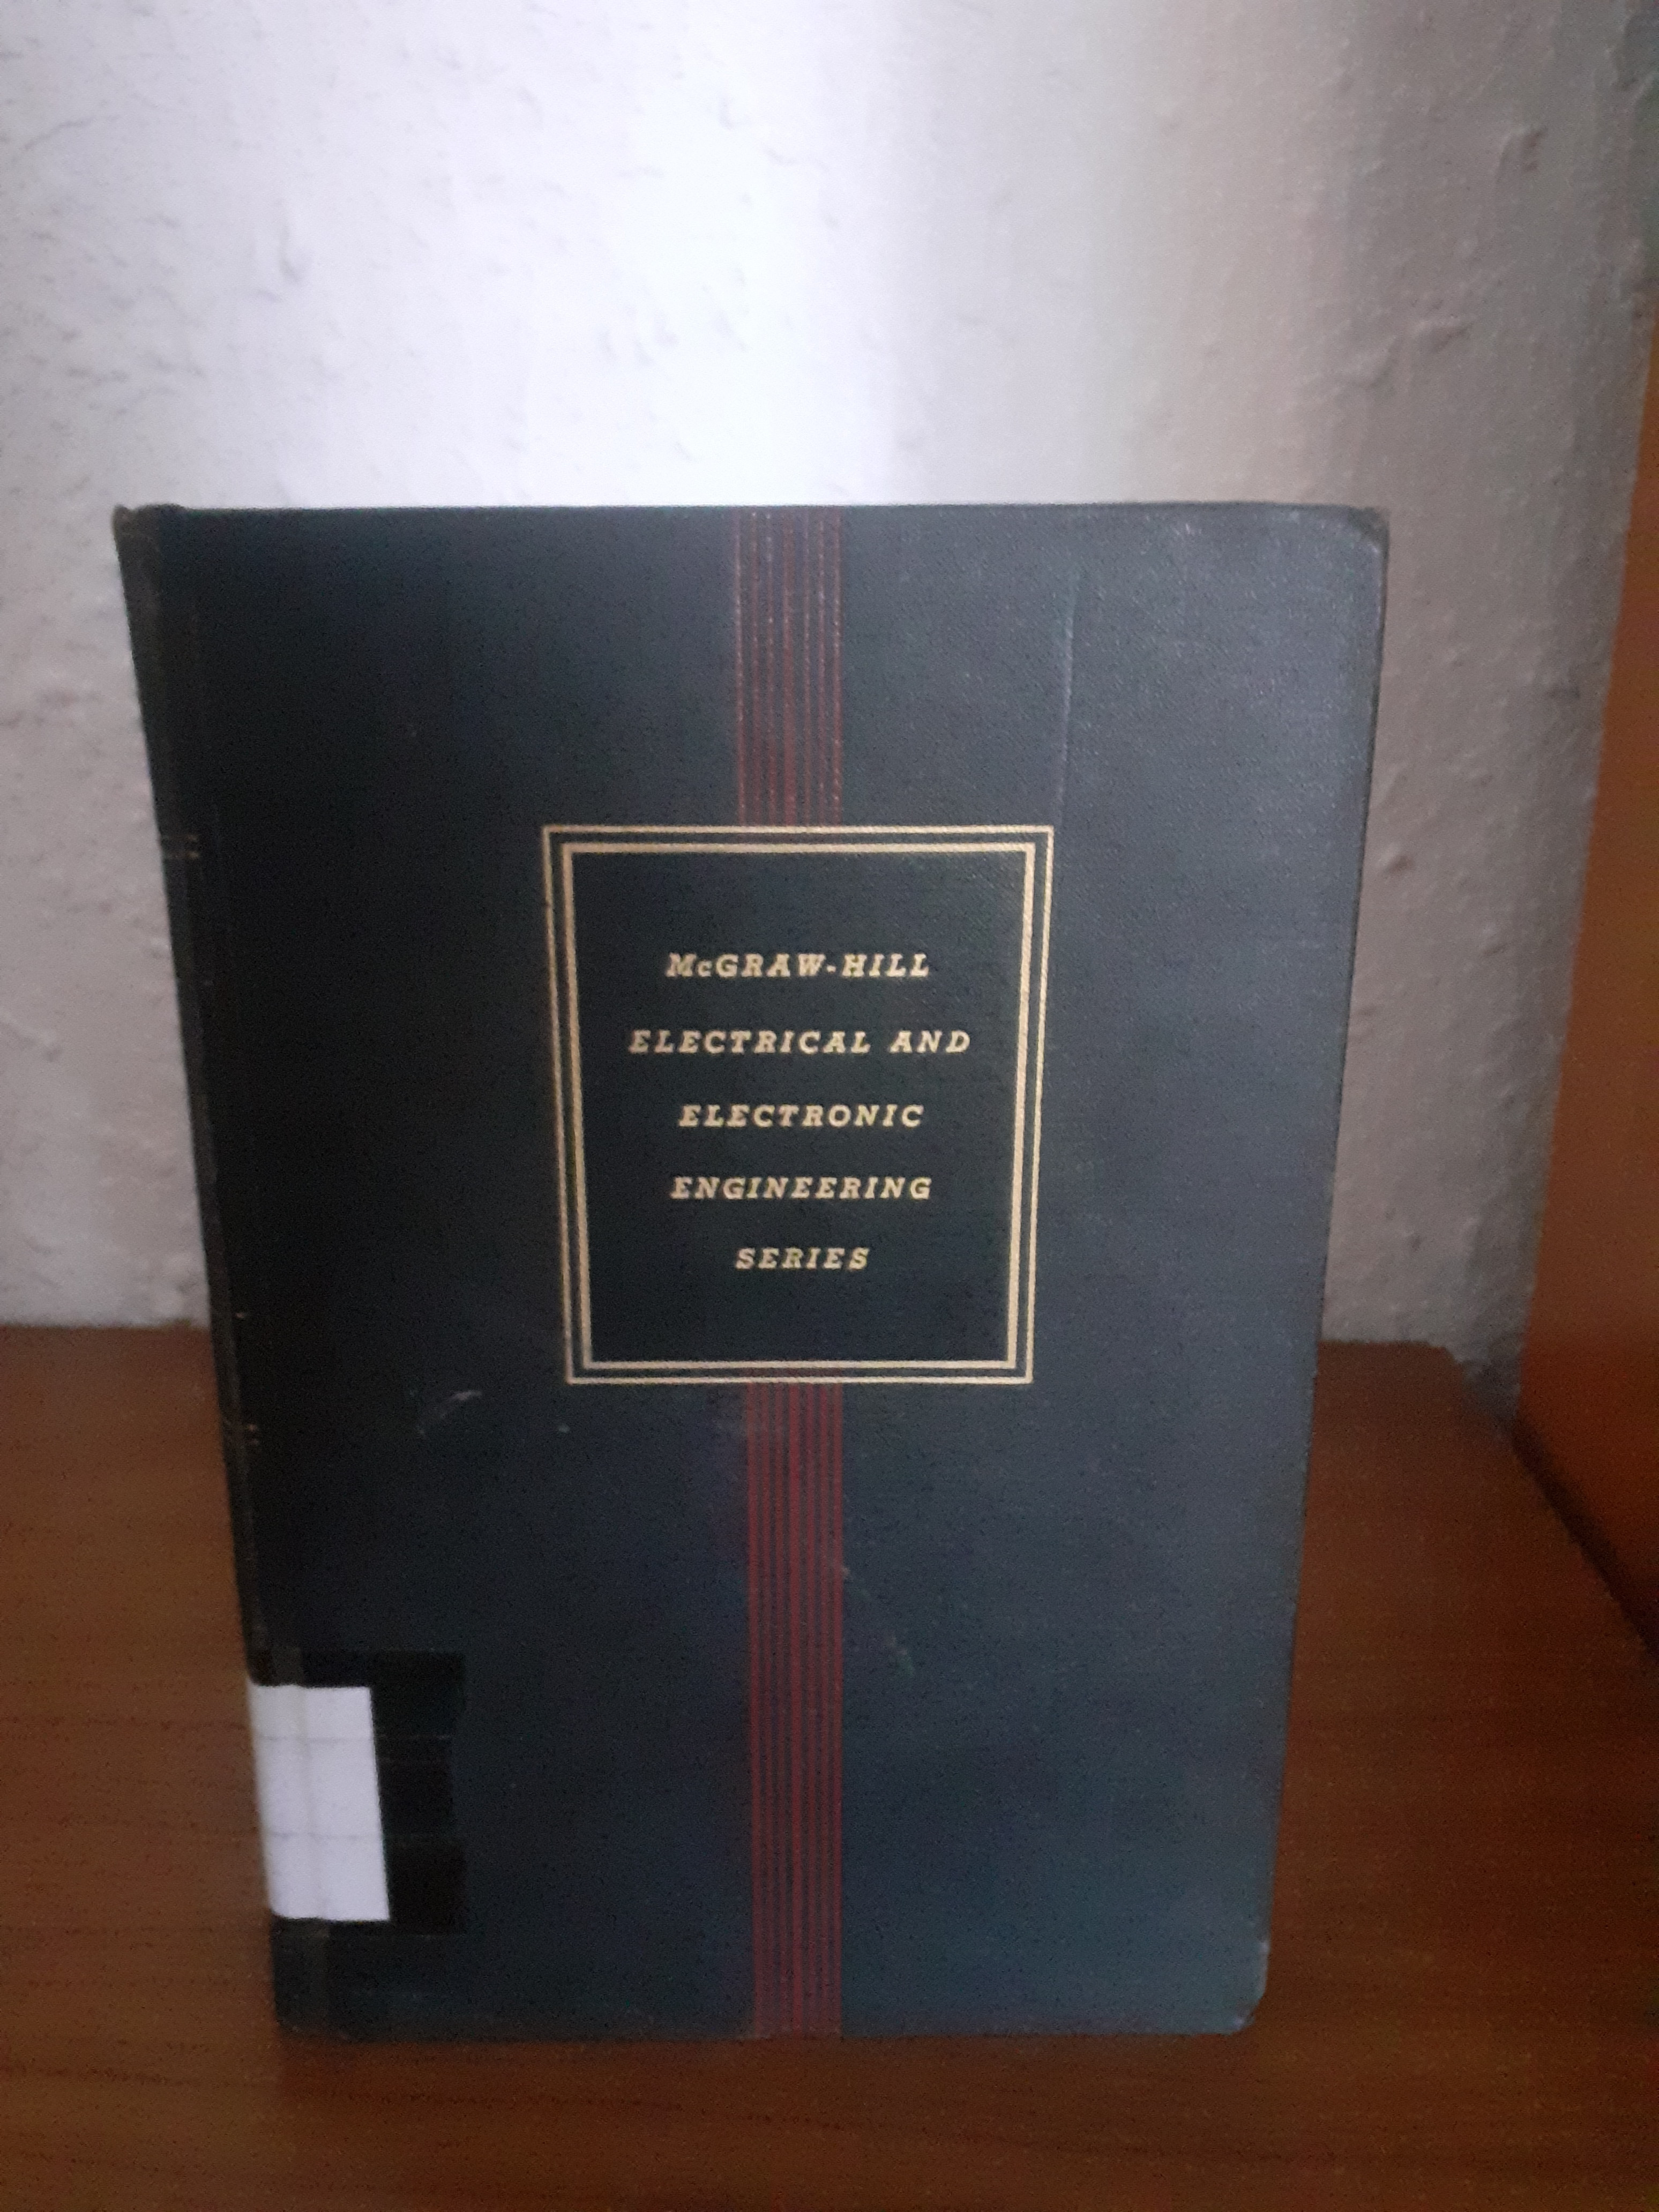 McGRAW-HILL
ELECTRICAL AND
ELECTRONIC
ENGINEERING
SERIES